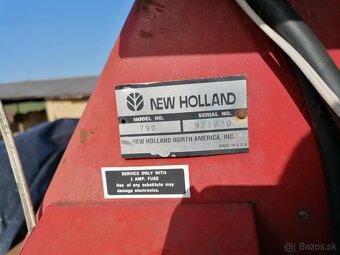 NEW HOLLAND
MODEL NO. SERIAL NO.
790 921870
NEW HOLLAND NORTH AMERICA, INC.
MADE IN U.S.A.
SERVICE ONLY WITH
1 AMP. FUSE
Use of any substitute may
damage electronics.
bazos.sk